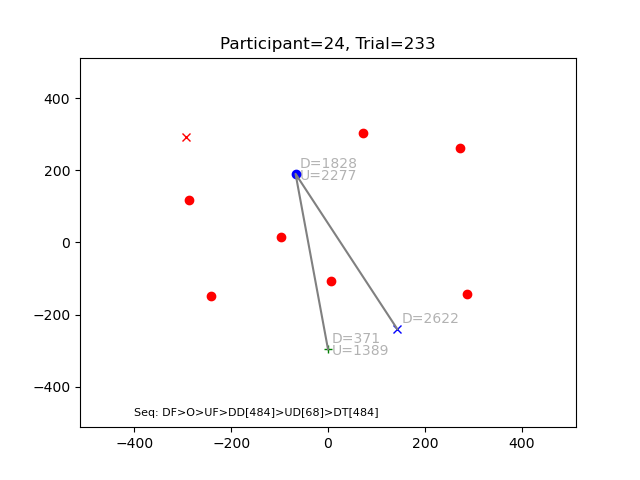 Participant=24, Trial=233
400
200
0
−200
−400
D=1828
U=2277
D=2622
D=371
U=1389
Seq: DF>O>UF>DD[484]>UD[68]>DT[484]
−400 −200 0 200 400